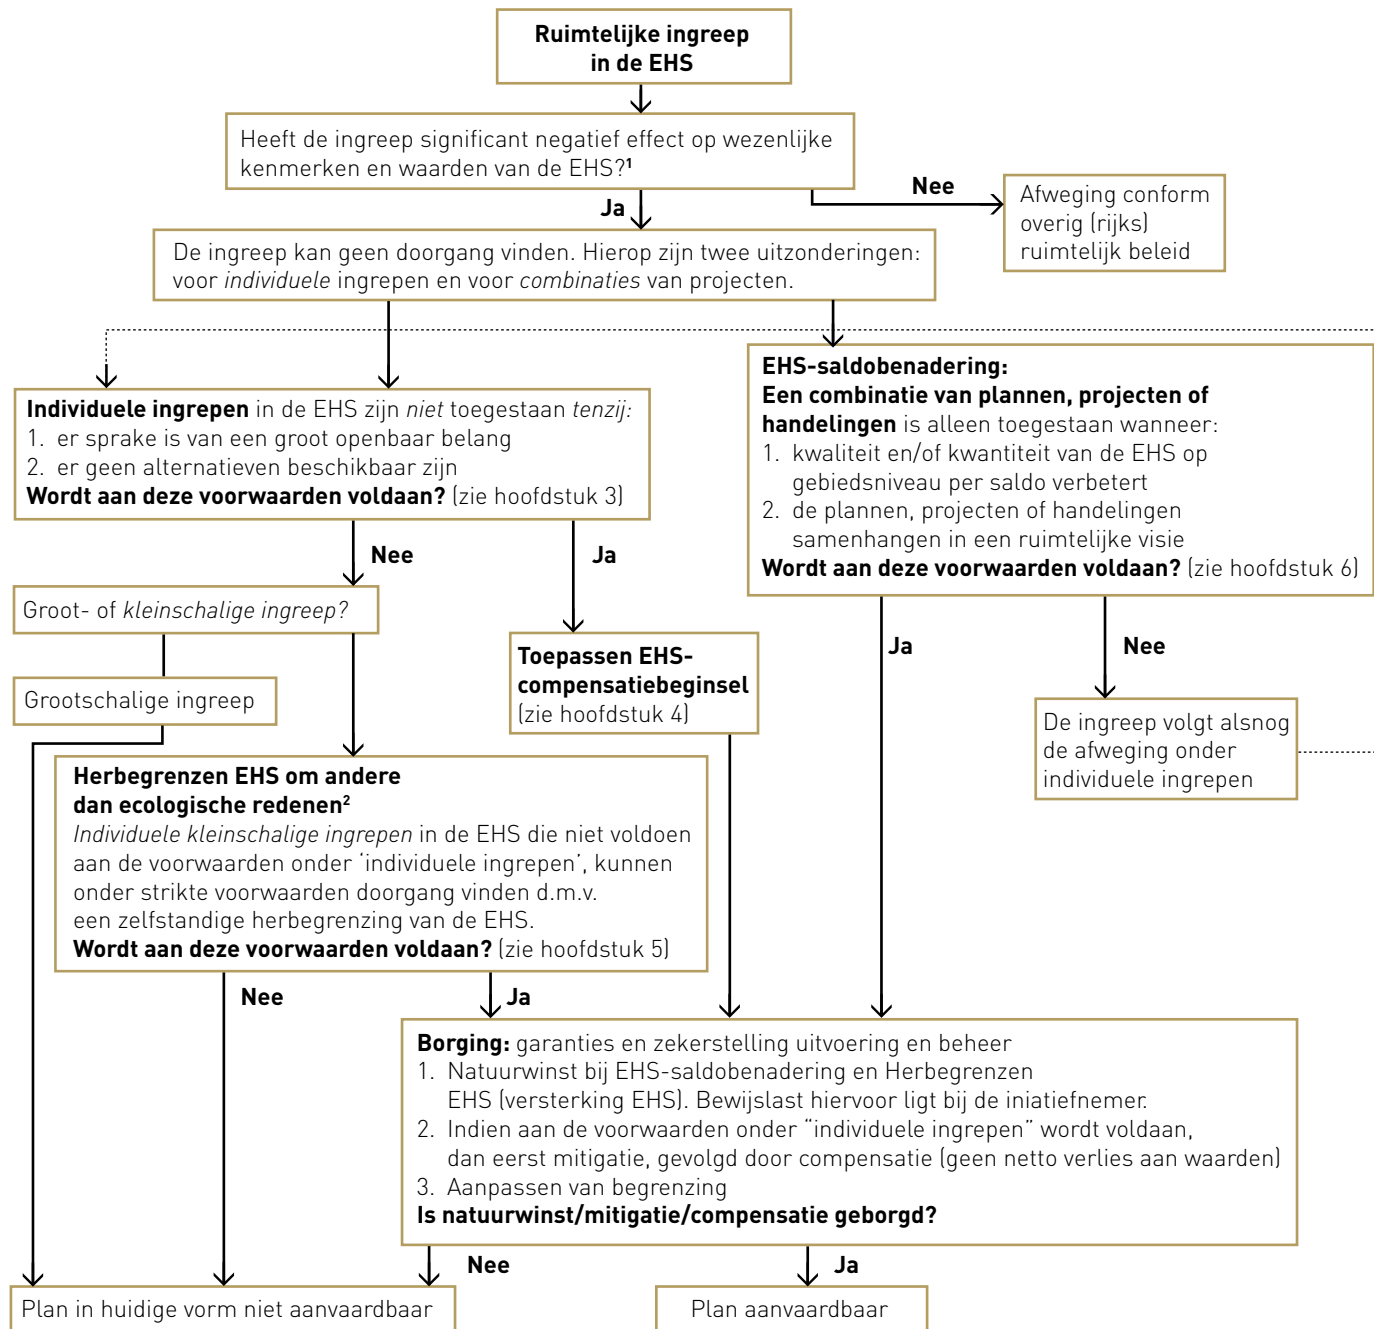 Ruimtelijke ingreep
in de EHS
Heeft de ingreep significant negatief effect op wezenlijke
kenmerken en waarden van de EHS?¹
Nee
Ja
Afweging conform
overig (rijks)
ruimtelijk beleid
De ingreep kan geen doorgang vinden. Hierop zijn twee uitzonderingen:
voor individuele ingrepen en voor combinaties van projecten.
Individuele ingrepen in de EHS zijn niet toegestaan tenzij:
1. er sprake is van een groot openbaar belang
2. er geen alternatieven beschikbaar zijn
Wordt aan deze voorwaarden voldaan? (zie hoofdstuk 3)
EHS-saldobenadering:
Een combinatie van plannen, projecten of
handelingen is alleen toegestaan wanneer:
1. kwaliteit en/of kwantiteit van de EHS op
gebiedsniveau per saldo verbetert
2. de plannen, projecten of handelingen
samenhangen in een ruimtelijke visie
Wordt aan deze voorwaarden voldaan? (zie hoofdstuk 6)
Nee
Ja
Groot- of kleinschalige ingreep?
Ja
Nee
Grootschalige ingreep
Toepassen EHS-
compensatiebeginsel
(zie hoofdstuk 4)
De ingreep volgt alsnog
de afweging onder
individuele ingrepen
Herbegrenzen EHS om andere
dan ecologische redenen²
Individuele kleinschalige ingrepen in de EHS die niet voldoen
aan de voorwaarden onder ‘individuele ingrepen’, kunnen
onder strikte voorwaarden doorgang vinden d.m.v.
een zelfstandige herbegrenzing van de EHS.
Wordt aan deze voorwaarden voldaan? (zie hoofdstuk 5)
Nee
Ja
Borging: garanties en zekerstelling uitvoering en beheer
1. Natuurwinst bij EHS-saldobenadering en Herbegrenzen
EHS (versterking EHS). Bewijslast hiervoor ligt bij de iniatiefnemer.
2. Indien aan de voorwaarden onder “individuele ingrepen” wordt voldaan,
dan eerst mitigatie, gevolgd door compensatie (geen netto verlies aan waarden)
3. Aanpassen van begrenzing
Is natuurwinst/mitigatie/compensatie geborgd?
Nee
Ja
Plan in huidige vorm niet aanvaardbaar
Plan aanvaardbaar